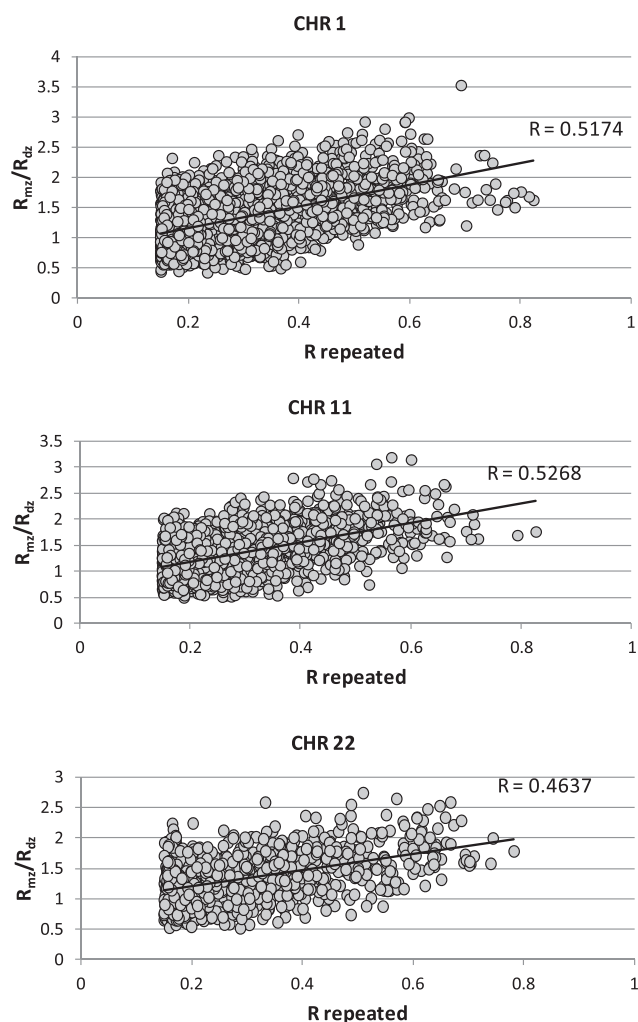 CHR 1
4
3.5
3
2.5
2
1.5
1
0.5
0
Rmz/Rdz
R = 0.5174
0 0.2 0.4 0.6 0.8 1
R repeated
CHR 11
3.5
3
2.5
2
1.5
1
0.5
0
Rmz/Rdz
R = 0.5268
0 0.2 0.4 0.6 0.8 1
R repeated
CHR 22
3
2.5
2
1.5
1
0.5
0
Rmz/Rdz
R = 0.4637
0 0.2 0.4 0.6 0.8 1
R repeated